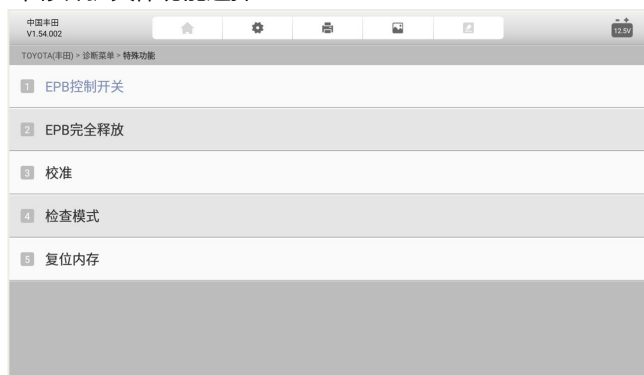 中国丰田
V1.54.002
12.5V
TOYOTA(丰田) > 诊断菜单 > 特殊功能
1 EPB控制开关
2 EPB完全释放
3 校准
4 检查模式
5 复位内存